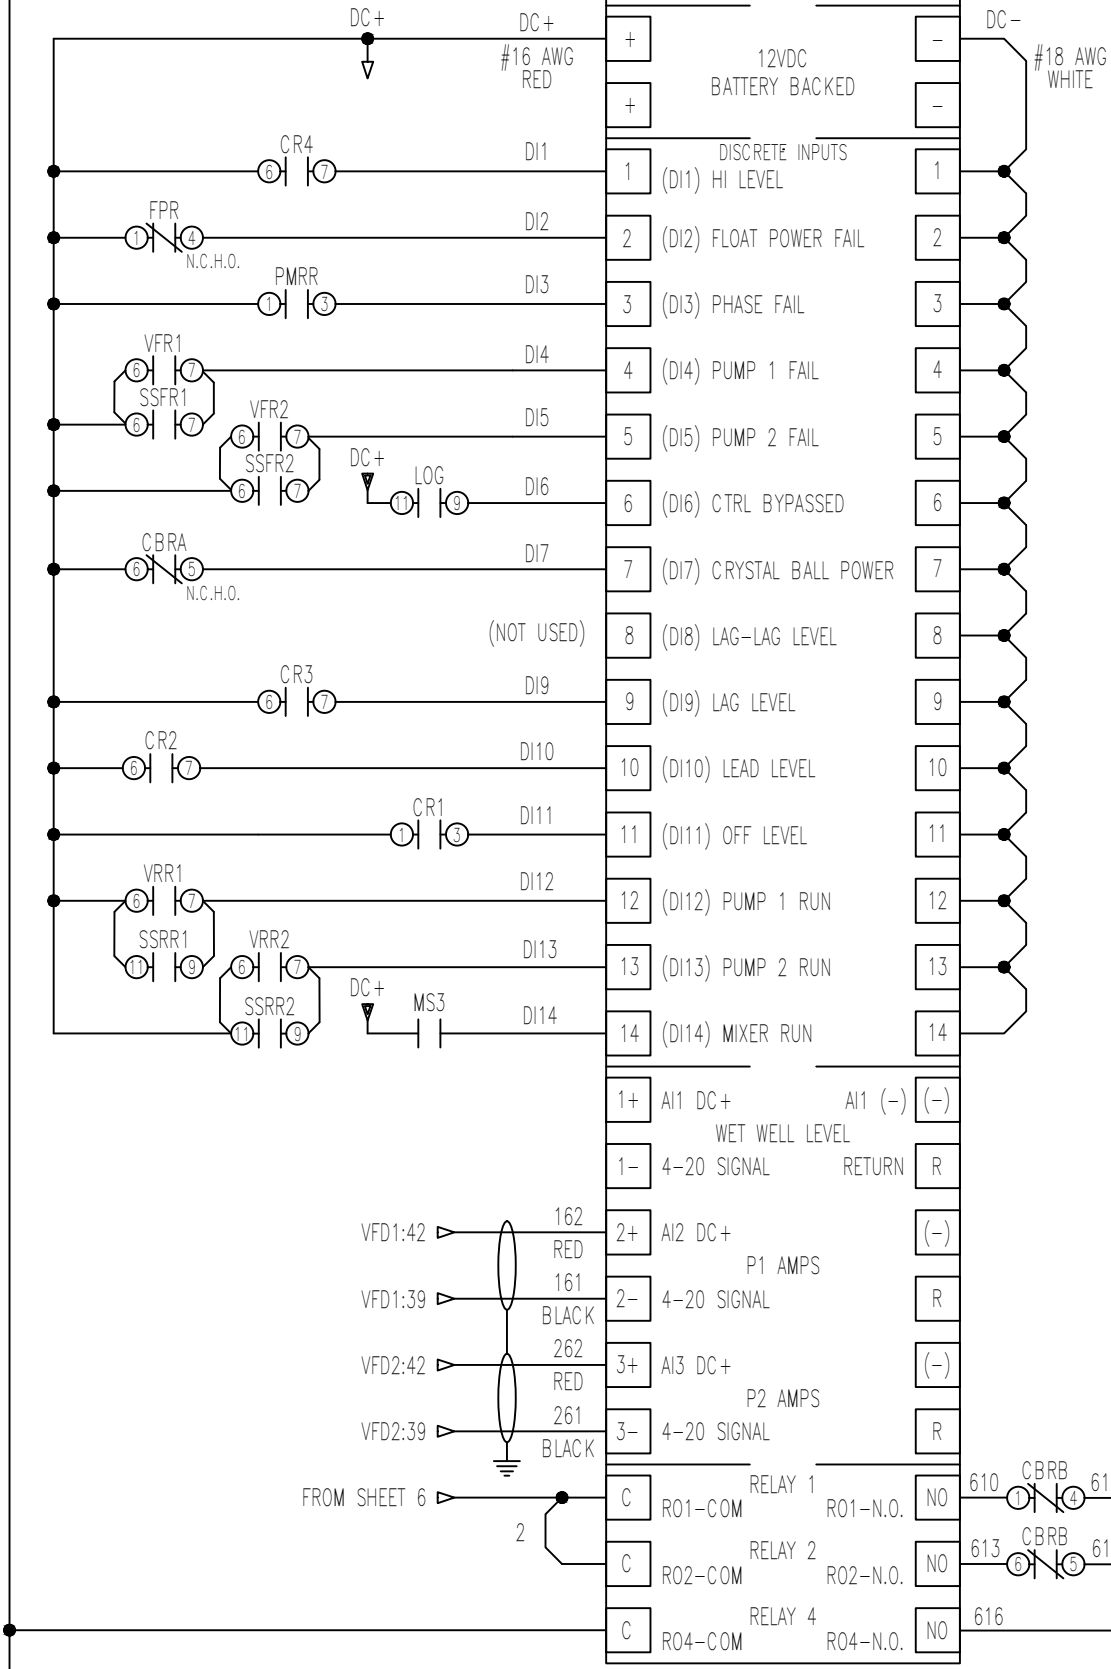 DC+ DC+ + - DC-
#16 AWG
RED
12VDC
BATTERY BACKED
#18 AWG
WHITE
+ -
DISCRETE INPUTS
CR4
6 7 DI1 1 (DI1) HI LEVEL 1
FPR
1 4 DI2 2 (DI2) FLOAT POWER FAIL 2
N.C.H.O.
PMRR
1 3 DI3 3 (DI3) PHASE FAIL 3
VFR1
6 7 DI4 4 (DI4) PUMP 1 FAIL 4
SSFR1
6 7
VFR2
6 7 DI5 5 (DI5) PUMP 2 FAIL 5
SSFR2
6 7
DC+ LOG
11 9 DI6 6 (DI6) CTRL BYPASSED 6
CBRA
6 5 DI7 7 (DI7) CRYSTAL BALL POWER 7
N.C.H.O.
(NOT USED) 8 (DI8) LAG-LAG LEVEL 8
CR3
6 7 DI9 9 (DI9) LAG LEVEL 9
CR2
6 7 DI10 10 (DI10) LEAD LEVEL 10
CR1
1 3 DI11 11 (DI11) OFF LEVEL 11
VRR1
6 7 DI12 12 (DI12) PUMP 1 RUN 12
SSRR1
11 9
VRR2
6 7 DI13 13 (DI13) PUMP 2 RUN 13
SSRR2
11 9
DC+ MS3
DI14 14 (DI14) MIXER RUN 14
1+ AI1 DC+ AI1 (-) (-)
WET WELL LEVEL
1- 4-20 SIGNAL RETURN R
VFD1:42 162 2+ AI2 DC+ (-)
RED
P1 AMPS
VFD1:39 161 2- 4-20 SIGNAL R
BLACK
VFD2:42 262 3+ AI3 DC+ (-)
RED
P2 AMPS
VFD2:39 261 3- 4-20 SIGNAL R
BLACK
RELAY 1
FROM SHEET 6 C RO1-COM RO1-N.O. NO 610 CBRB 1 4 61
2
RELAY 2
C RO2-COM RO2-N.O. NO 613 CBRB 6 5 61
RELAY 4
C RO4-COM RO4-N.O. NO 616